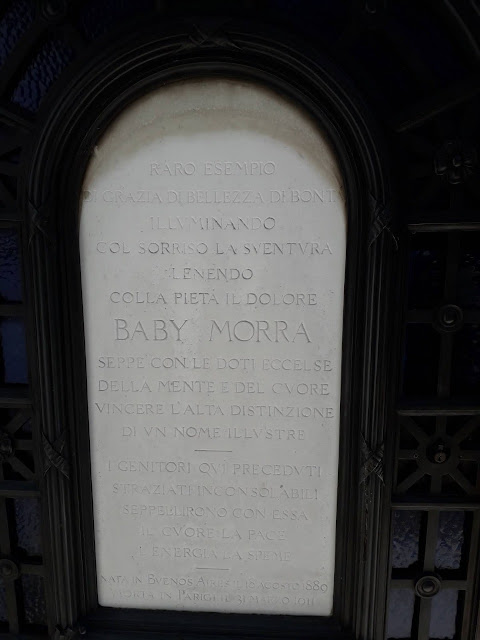 RARO ESEMPIO
DI GRAZIA DI BELLEZZA DI BONTÀ
ILLVMINANDO
COL SORRISO LA SVENTVRA
LENENDO
COLLA PIETÀ IL DOLORE
BABY MORRA
SEPPE CON LE DOTI ECCELSE
DELLA MENTE E DEL CVORE
VINCERE L'ALTA DISTINZIONE
DI VN NOME ILLVSTRE
I GENITORI QVI PRECEDVTI
STRAZIATI INCONSOLABILI
SEPPELLIRONO CON ESSA
IL CVORE LA PACE
L'ENERGIA LA SPEME
NATA IN BUENOS AIRES IL AGOSTO 1889
MORTA IN PARIGI IL 31 MARZO 1911